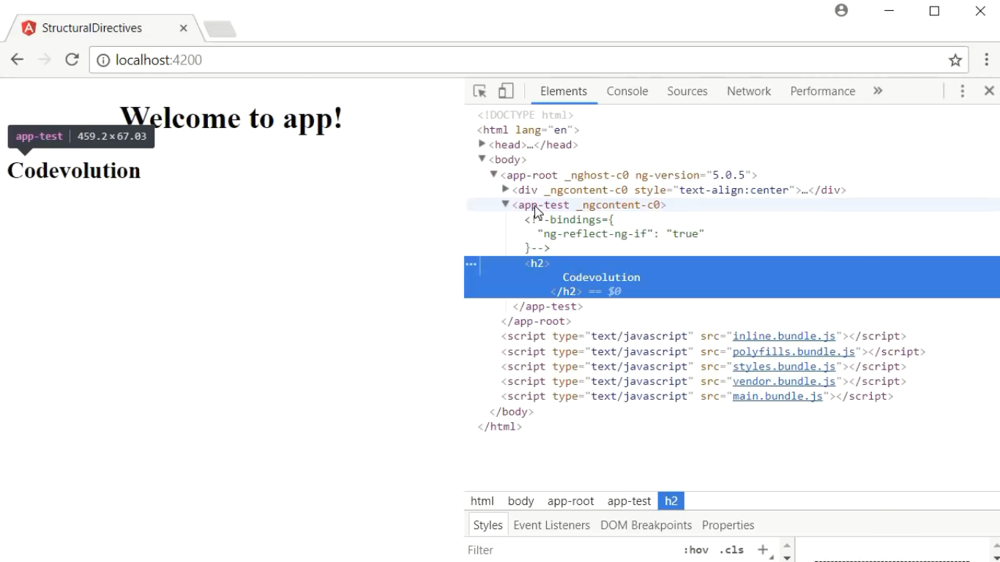 StructuralDirectives
localhost:4200
Welcome to app!
app-test 459.2×67.03
Codevolution
Elements Console Sources Network Performance »
<!DOCTYPE html>
<html lang="en">
<head>…</head>
<body>
<app-root _nghost-c0 ng-version="5.0.5">
<div _ngcontent-c0 style="text-align:center">…</div>
<app-test _ngcontent-c0>
<!--bindings={
"ng-reflect-ng-if": "true"
}-->
<h2>
Codevolution
</h2> == $0
</app-test>
</app-root>
<script type="text/javascript" src="inline.bundle.js"></script>
<script type="text/javascript" src="polyfills.bundle.js"></script>
<script type="text/javascript" src="styles.bundle.js"></script>
<script type="text/javascript" src="vendor.bundle.js"></script>
<script type="text/javascript" src="main.bundle.js"></script>
</body>
</html>
html body app-root app-test h2
Styles Event Listeners DOM Breakpoints Properties
Filter :hov .cls +